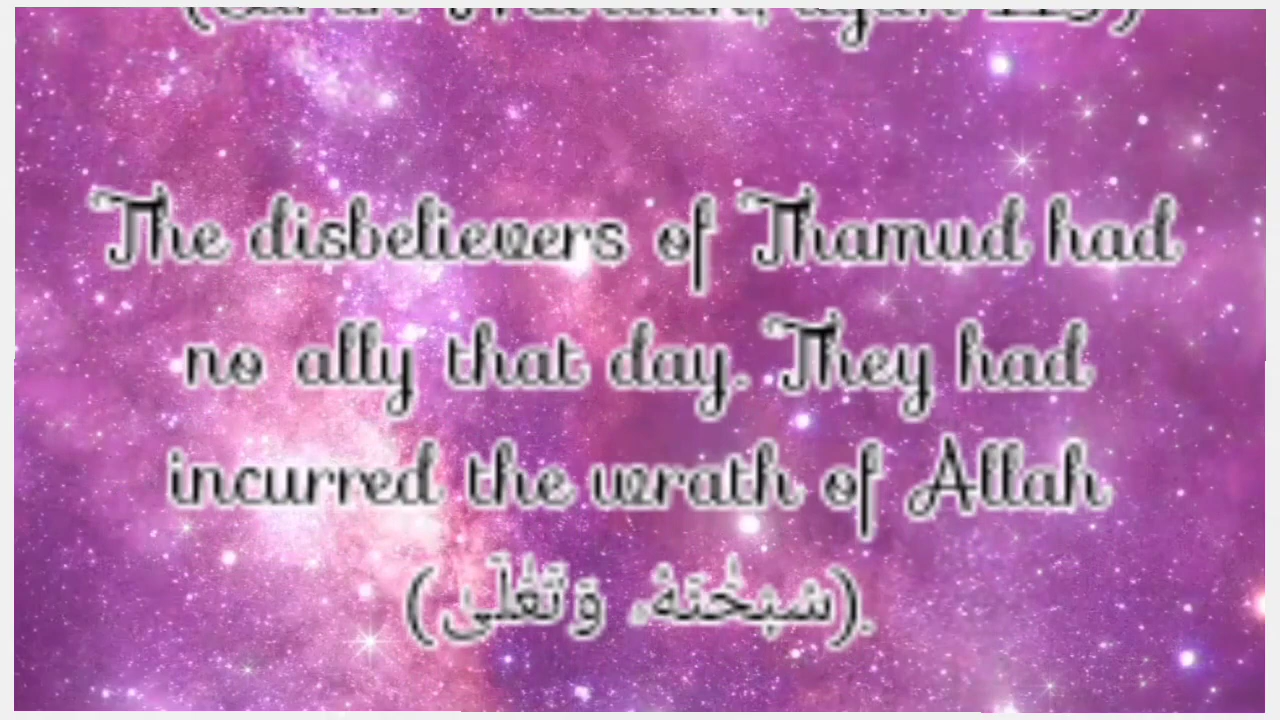 The disbelievers of Thamud had
no ally that day. They had
incurred the wrath of Allah
(سُبْحَٰنَهُۥ وَتَعَٰلَىٰ).